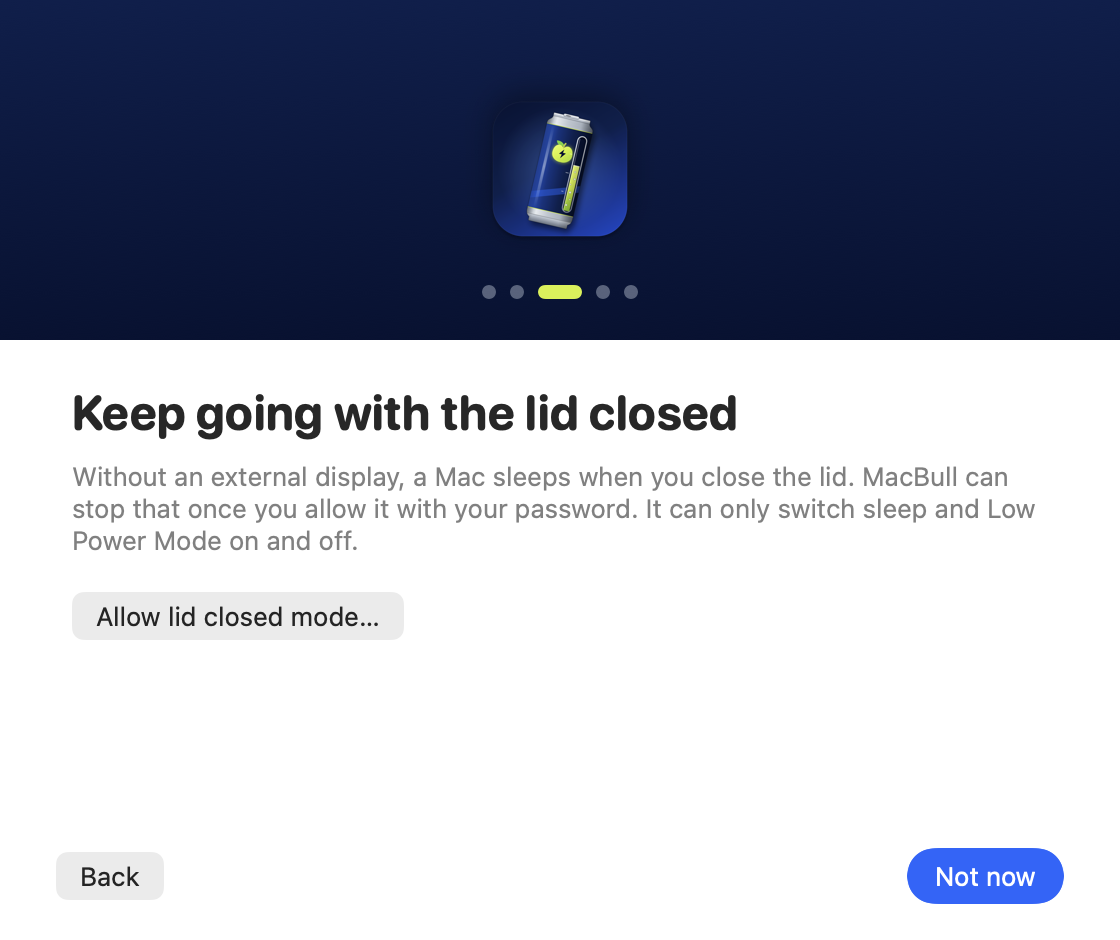 Keep going with the lid closed
Without an external display, a Mac sleeps when you close the lid. MacBull can
stop that once you allow it with your password. It can only switch sleep and Low
Power Mode on and off.
Allow lid closed mode...
Back
Not now